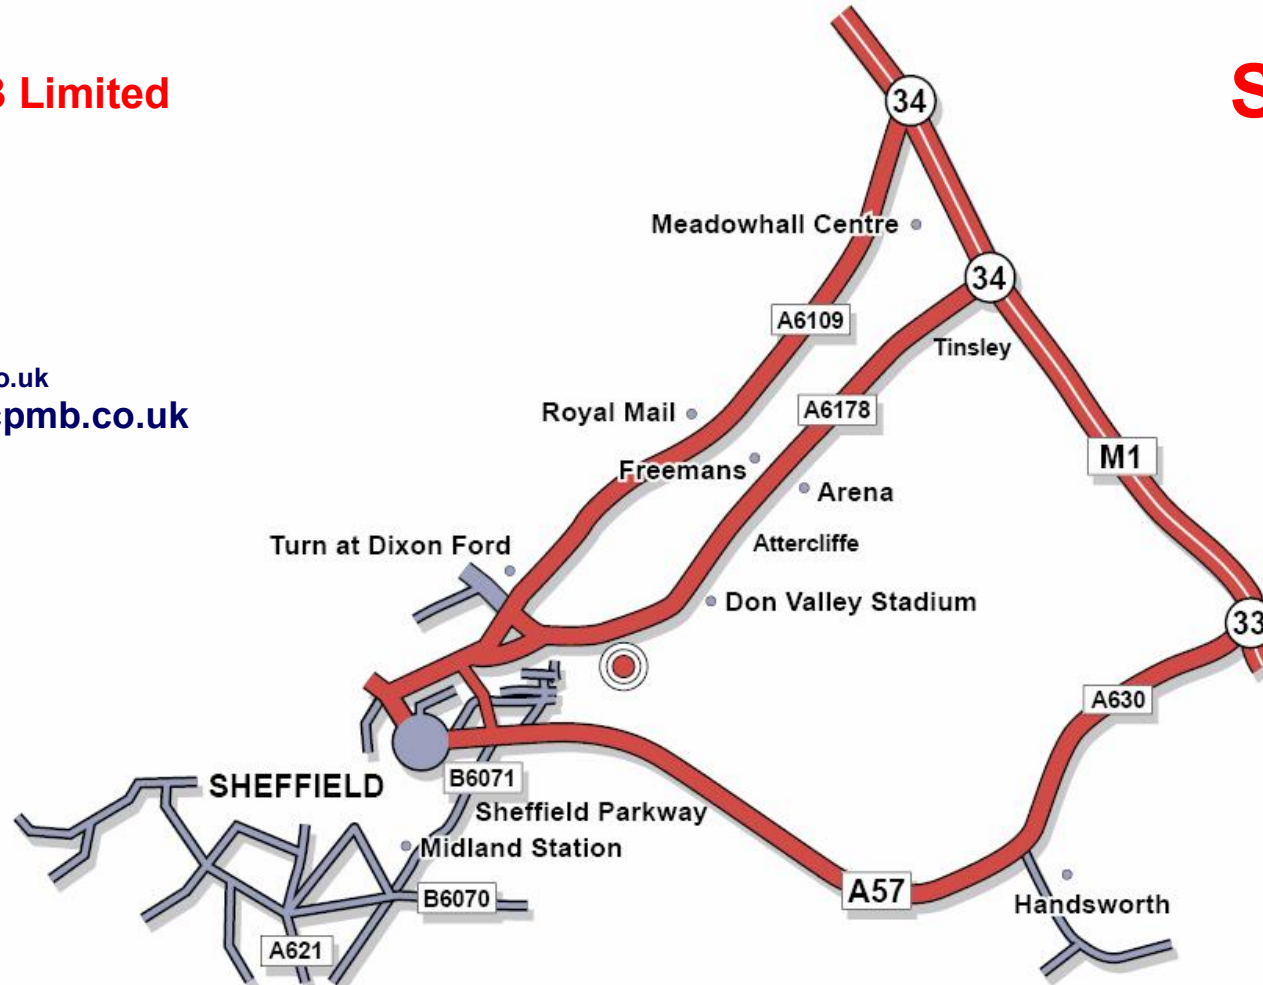 B Limited
S
34
Meadowhall Centre
34
A6109
Tinsley
o.uk
cpmb.co.uk
Royal Mail
A6178
M1
Freemans
Arena
Turn at Dixon Ford
Attercliffe
Don Valley Stadium
33
A630
SHEFFIELD
B6071
Sheffield Parkway
Midland Station
A57
B6070
Handsworth
A621